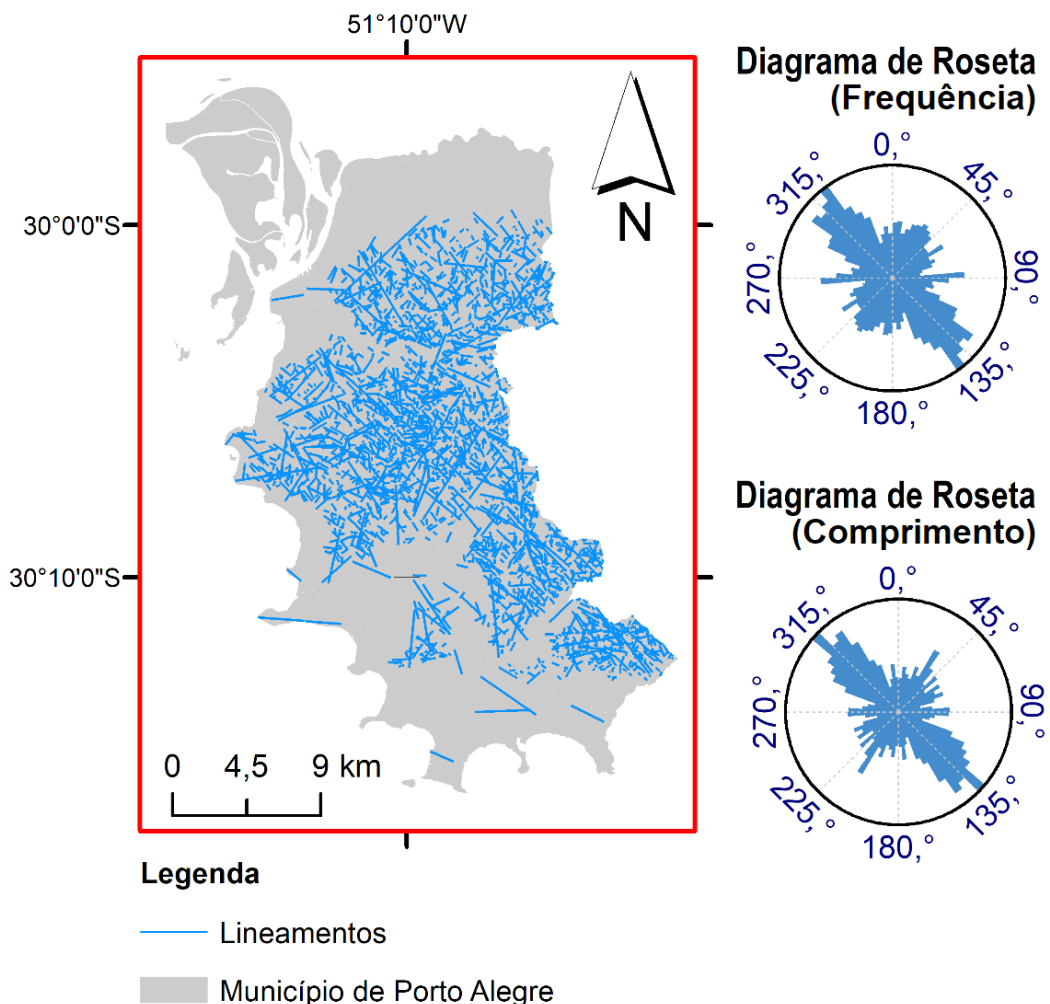 51°10'0"W
30°0'0"S
30°10'0"S
N
0 4,5 9 km
Diagrama de Roseta
(Frequência)
0,°
45,°
90,°
135,°
180,°
225,°
270,°
315,°
Diagrama de Roseta
(Comprimento)
0,°
45,°
90,°
135,°
180,°
225,°
270,°
315,°
Legenda
Lineamentos
Município de Porto Alegre